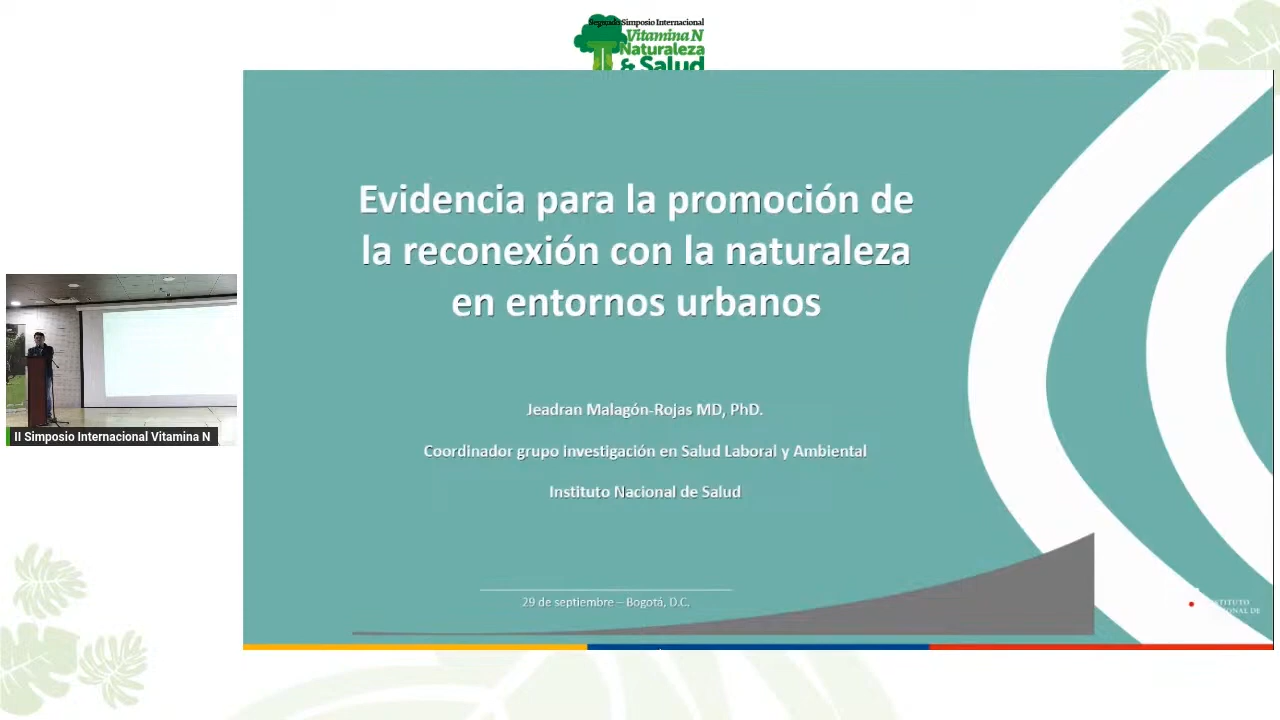 Segundo Simposio Internacional
Vitamina N
Naturaleza
& Salud
Evidencia para la promoción de
la reconexión con la naturaleza
en entornos urbanos
Jeadran Malagón-Rojas MD, PhD.
Coordinador grupo investigación en Salud Laboral y Ambiental
Instituto Nacional de Salud
II Simposio Internacional Vitamina N
29 de septiembre – Bogotá, D.C.